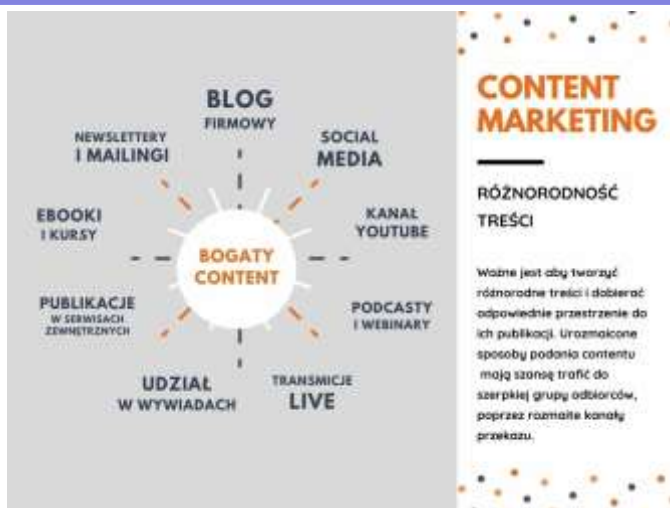 BLOG
FIRMOWY
NEWSLETTERY
I MAILINGI
SOCIAL
MEDIA
EBOOKI
I KURSY
KANAŁ
YOUTUBE
BOGATY
CONTENT
PUBLIKACJE
W SERWISACH
ZEWNĘTRZNYCH
PODCASTY
I WEBINARY
UDZIAŁ
W WYWIADACH
TRANSMICJE
LIVE
CONTENT
MARKETING
RÓŻNORODNOŚĆ
TREŚCI
Ważne jest aby tworzyć
różnorodne treści i dobierać
odpowiednie przestrzenie do
ich publikacji. Urozmaicone
sposoby podania contentu
mają szansę trafić do
szerpkiej grupy odbiorców,
poprzez rozmaite kanały
przekazu.